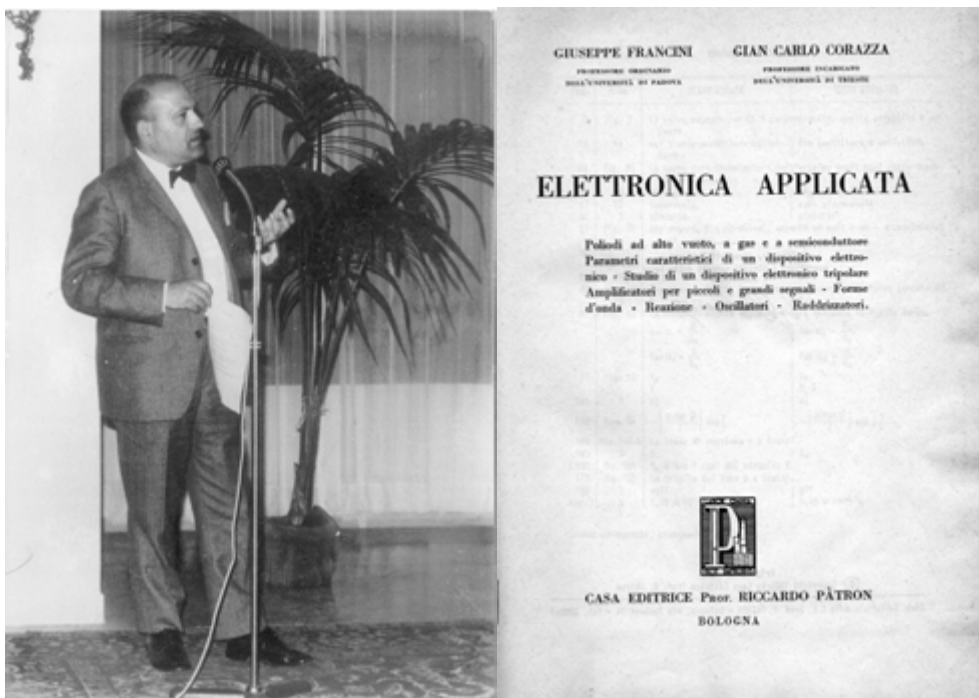 GIUSEPPE FRANCINI
PROFESSORE ORDINARIO
DELL'UNIVERSITÀ DI PADOVA
GIAN CARLO CORAZZA
PROFESSORE INCARICATO
DELL'UNIVERSITÀ DI TRIESTE
ELETTRONICA APPLICATA
Poliodi ad alto vuoto, a gas e a semiconduttore
Parametri caratteristici di un dispositivo elettro-
nico - Studio di un dispositivo elettronico tripolare
Amplificatori per piccoli e grandi segnali - Forme
d'onda - Reazione - Oscillatori - Raddrizzatori.
CASA EDITRICE PROF. RICCARDO PÀTRON
BOLOGNA